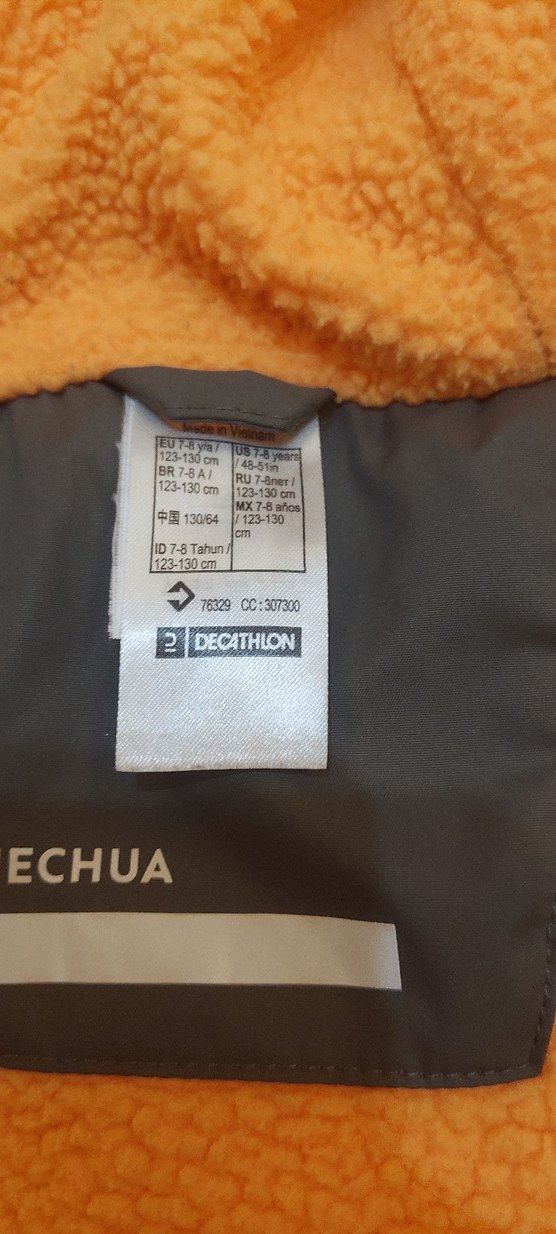 Made in Vietnam
EU 7-8 y/a /
123-130 cm
BR 7-8 A /
123-130 cm
中国 130/64
ID 7-8 Tahun /
123-130 cm
US 7-8 years
/ 48-51in
RU 7-8лет /
123-130 cm
MX 7-8 años
/ 123-130
cm
76329 CC:307300
DECATHLON
ECHUA